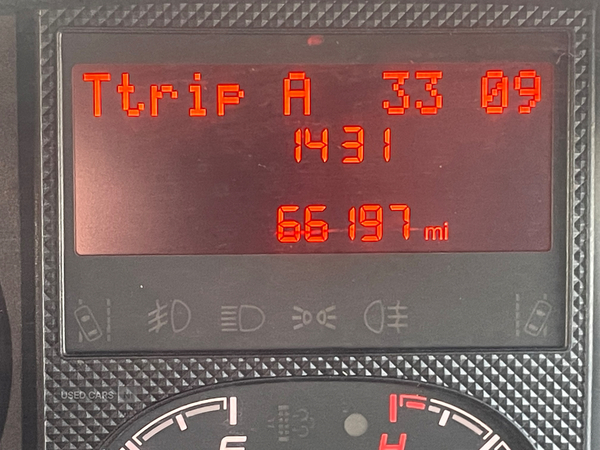 Ttrip A 33 09
1431
66197 mi
USED CARS
F H